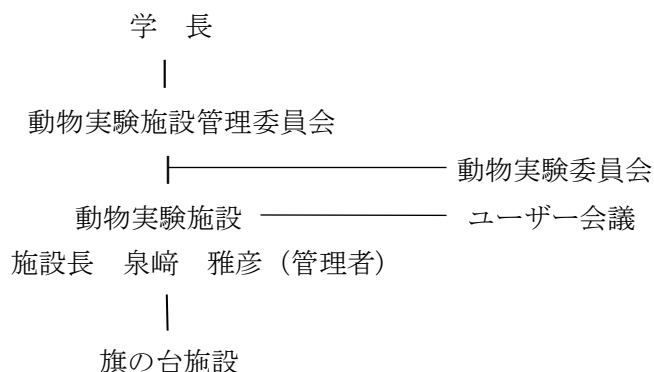 学　長
動物実験施設管理委員会
動物実験委員会
動物実験施設
ユーザー会議
施設長　泉﨑　雅彦（管理者）
旗の台施設